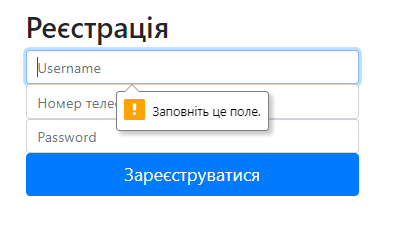 Реєстрація
Username
Номер теле
Заповніть це поле.
Password
Зареєструватися